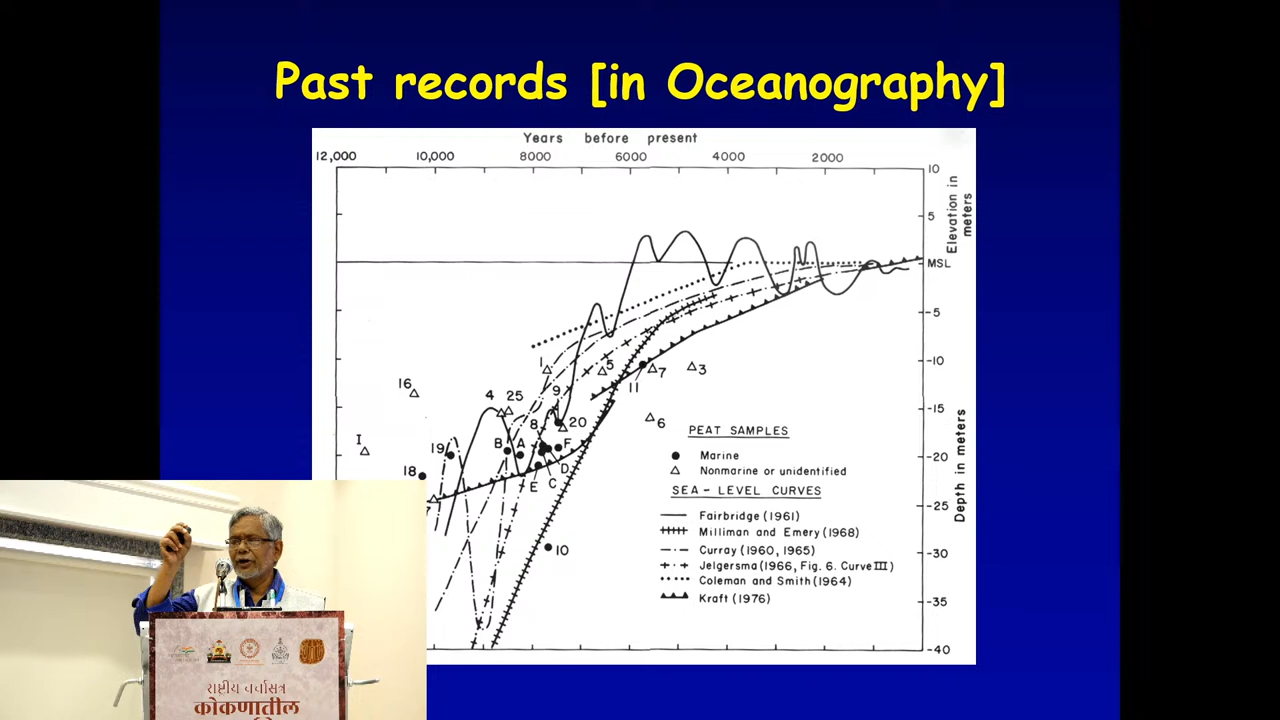 Past records [in Oceanography]
Years before present
12,000 10,000 8000 6000 4000 2000
10
5
MSL
-5
-10
-15
-20
-25
-30
-35
-40
Elevation in meters
Depth in meters
16
I
19
18
4 25
B A
1
9
8
20
F
D
C
E
5
7
3
11
6
10
PEAT SAMPLES
Marine
Nonmarine or unidentified
SEA-LEVEL CURVES
Fairbridge (1961)
Milliman and Emery (1968)
Curray (1960, 1965)
Jelgersma (1966, Fig. 6. Curve III)
Coleman and Smith (1964)
Kraft (1976)
राष्ट्रीय चर्चासत्र
कोकणातील